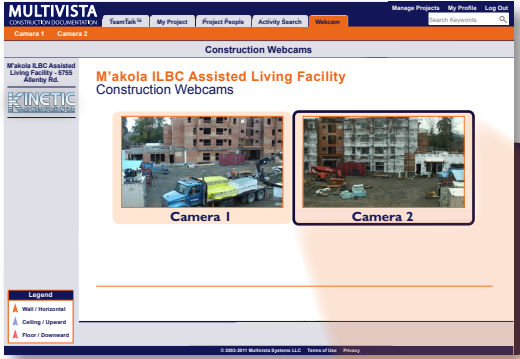 MULTIVISTA
CONSTRUCTION DOCUMENTATION
TeamTalk™ My Project Project People Activity Search Webcam
Manage Projects My Profile Log Out
Search Keywords
Camera 1 Camera 2
Construction Webcams
M'akola ILBC Assisted
Living Facility - 5755
Allenby Rd.
KINETIC
M'akola ILBC Assisted Living Facility
Construction Webcams
Camera 1
Camera 2
Legend
Wall / Horizontal
Ceiling / Upward
Floor / Downward
© 2003-2011 Multivista Systems LLC Terms of Use Privacy